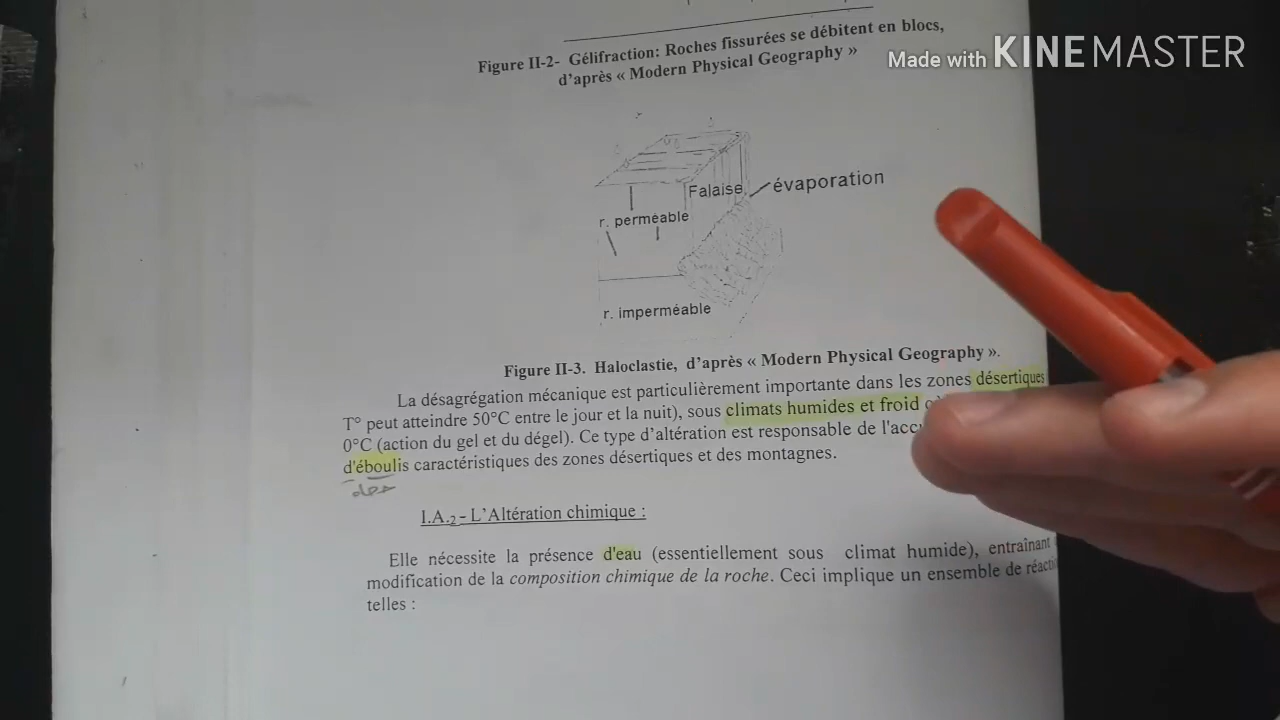 Figure II-2- Gélifraction: Roches fissurées se débitent en blocs,
d'après « Modern Physical Geography »
Made with KINEMASTER
Falaise
évaporation
r. perméable
r. imperméable
Figure II-3. Haloclastie, d'après « Modern Physical Geography ».
La désagrégation mécanique est particulièrement importante dans les zones désertiques
T° peut atteindre 50°C entre le jour et la nuit), sous climats humides et froid
0°C (action du gel et du dégel). Ce type d'altération est responsable de l'accu
d'éboulis caractéristiques des zones désertiques et des montagnes.
I.A.2- L'Altération chimique :
Elle nécessite la présence d'eau (essentiellement sous climat humide), entraînant
modification de la composition chimique de la roche. Ceci implique un ensemble de réacti
telles :